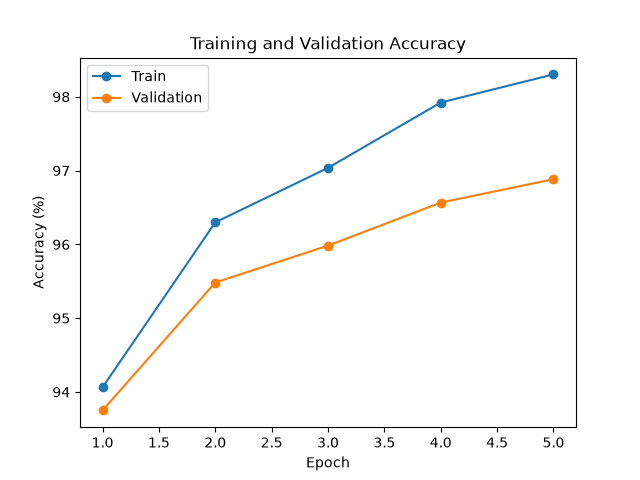 Training and Validation Accuracy
Train
Validation
Accuracy (%)
98
97
96
95
94
1.0 1.5 2.0 2.5 3.0 3.5 4.0 4.5 5.0
Epoch